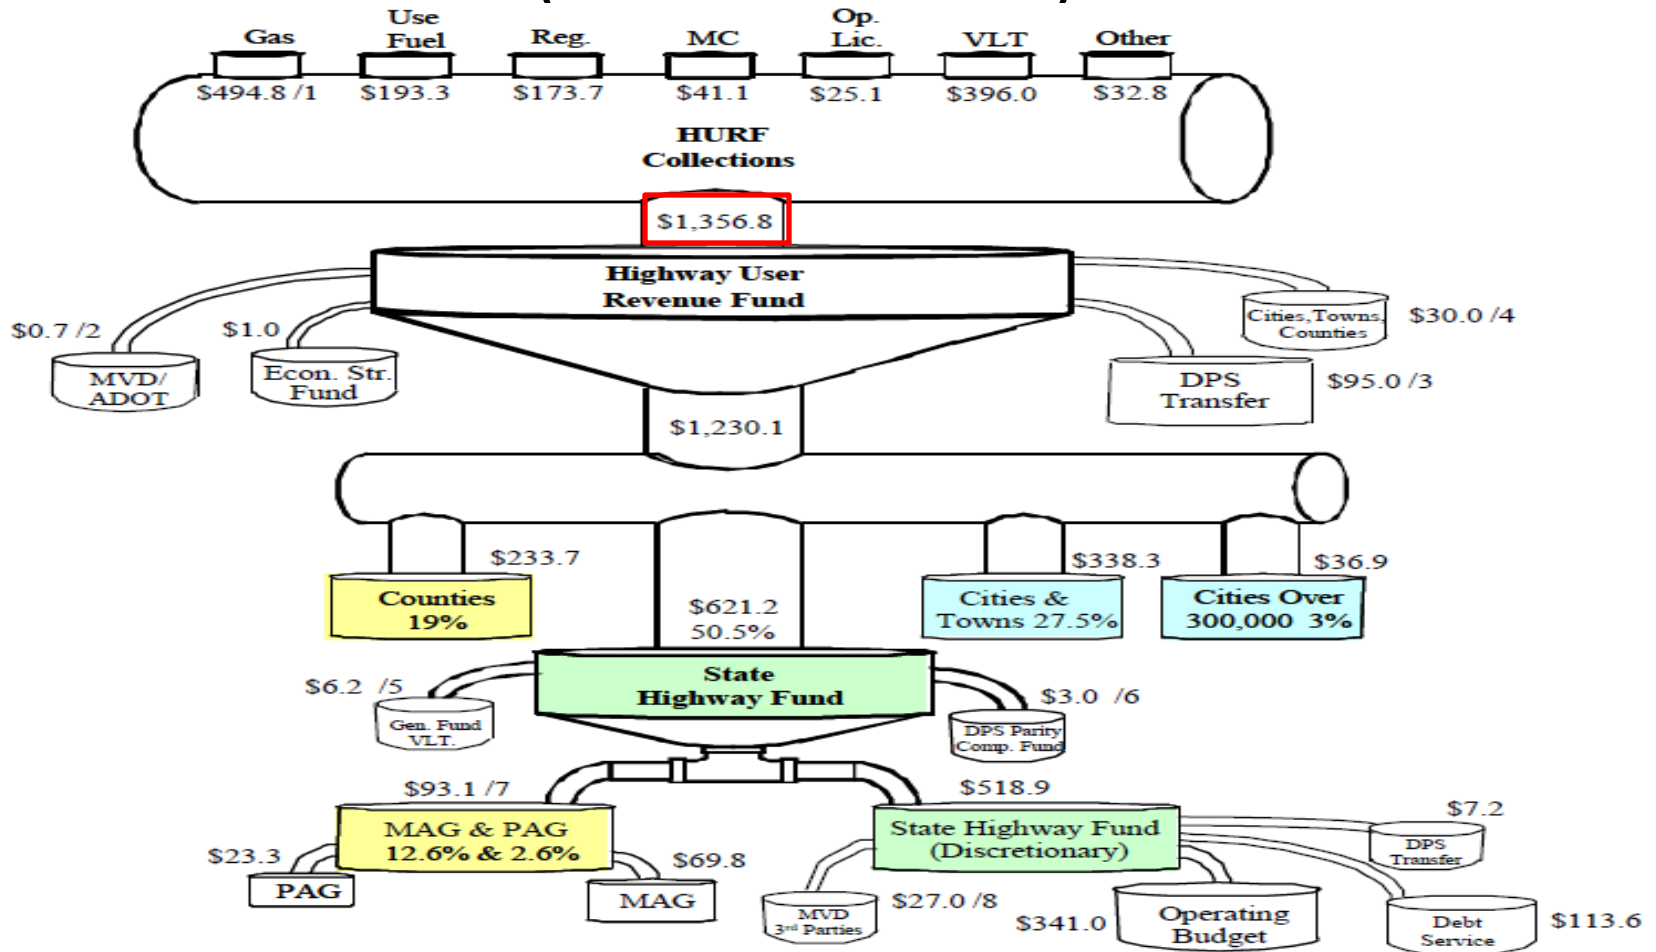 Gas
Use
Fuel
Reg.
MC
Op.
Lic.
VLT
Other
$494.8 /1
$193.3
$173.7
$41.1
$25.1
$396.0
$32.8
HURF
Collections
$1,356.8
Highway User
Revenue Fund
$0.7 /2
MVD/
ADOT
$1.0
Econ. Str.
Fund
Cities,Towns,
Counties
$30.0 /4
DPS
Transfer
$95.0 /3
$1,230.1
$233.7
Counties
19%
$621.2
50.5%
$338.3
Cities &
Towns 27.5%
$36.9
Cities Over
300,000 3%
State
Highway Fund
$6.2 /5
Gen. Fund
VLT.
$3.0 /6
DPS Parity
Comp. Fund
$93.1 /7
MAG & PAG
12.6% & 2.6%
$23.3
PAG
$69.8
MAG
$518.9
State Highway Fund
(Discretionary)
$7.2
DPS
Transfer
$27.0 /8
MVD
3rd Parties
$341.0
Operating
Budget
Debt
Service
$113.6